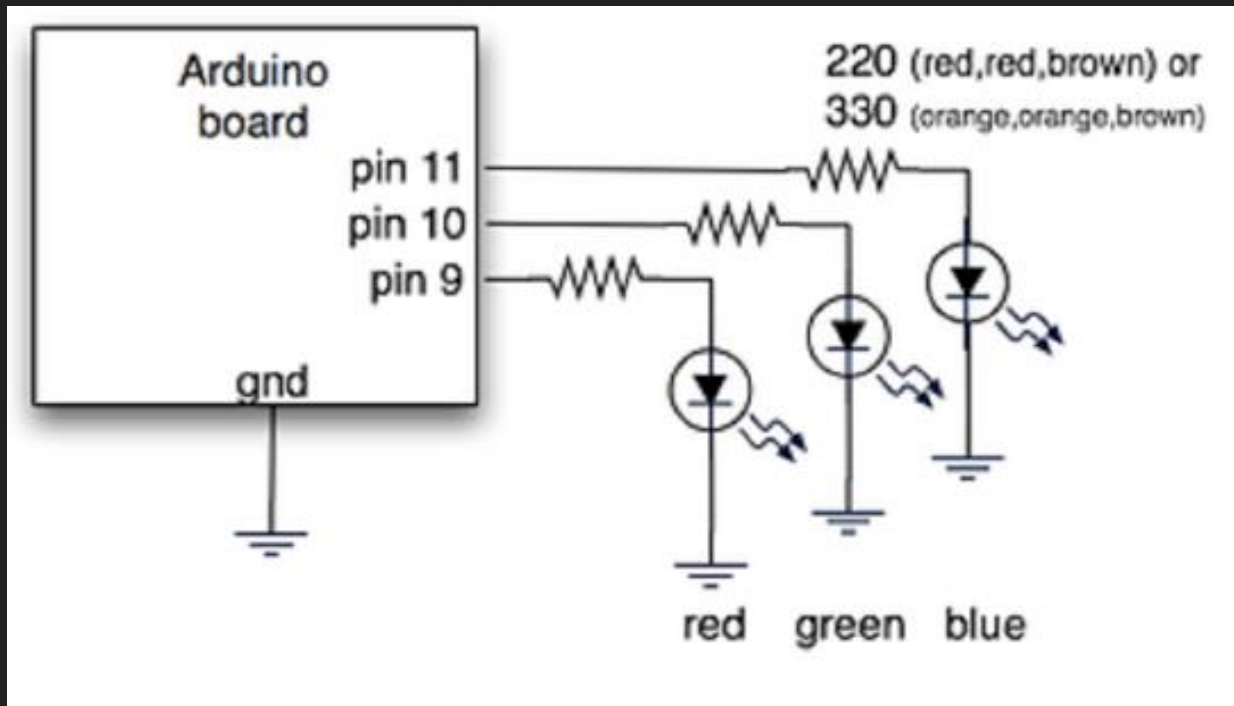 Arduino
board
220 (red,red,brown) or
330 (orange,orange,brown)
pin 11
pin 10
pin 9
gnd
red green blue